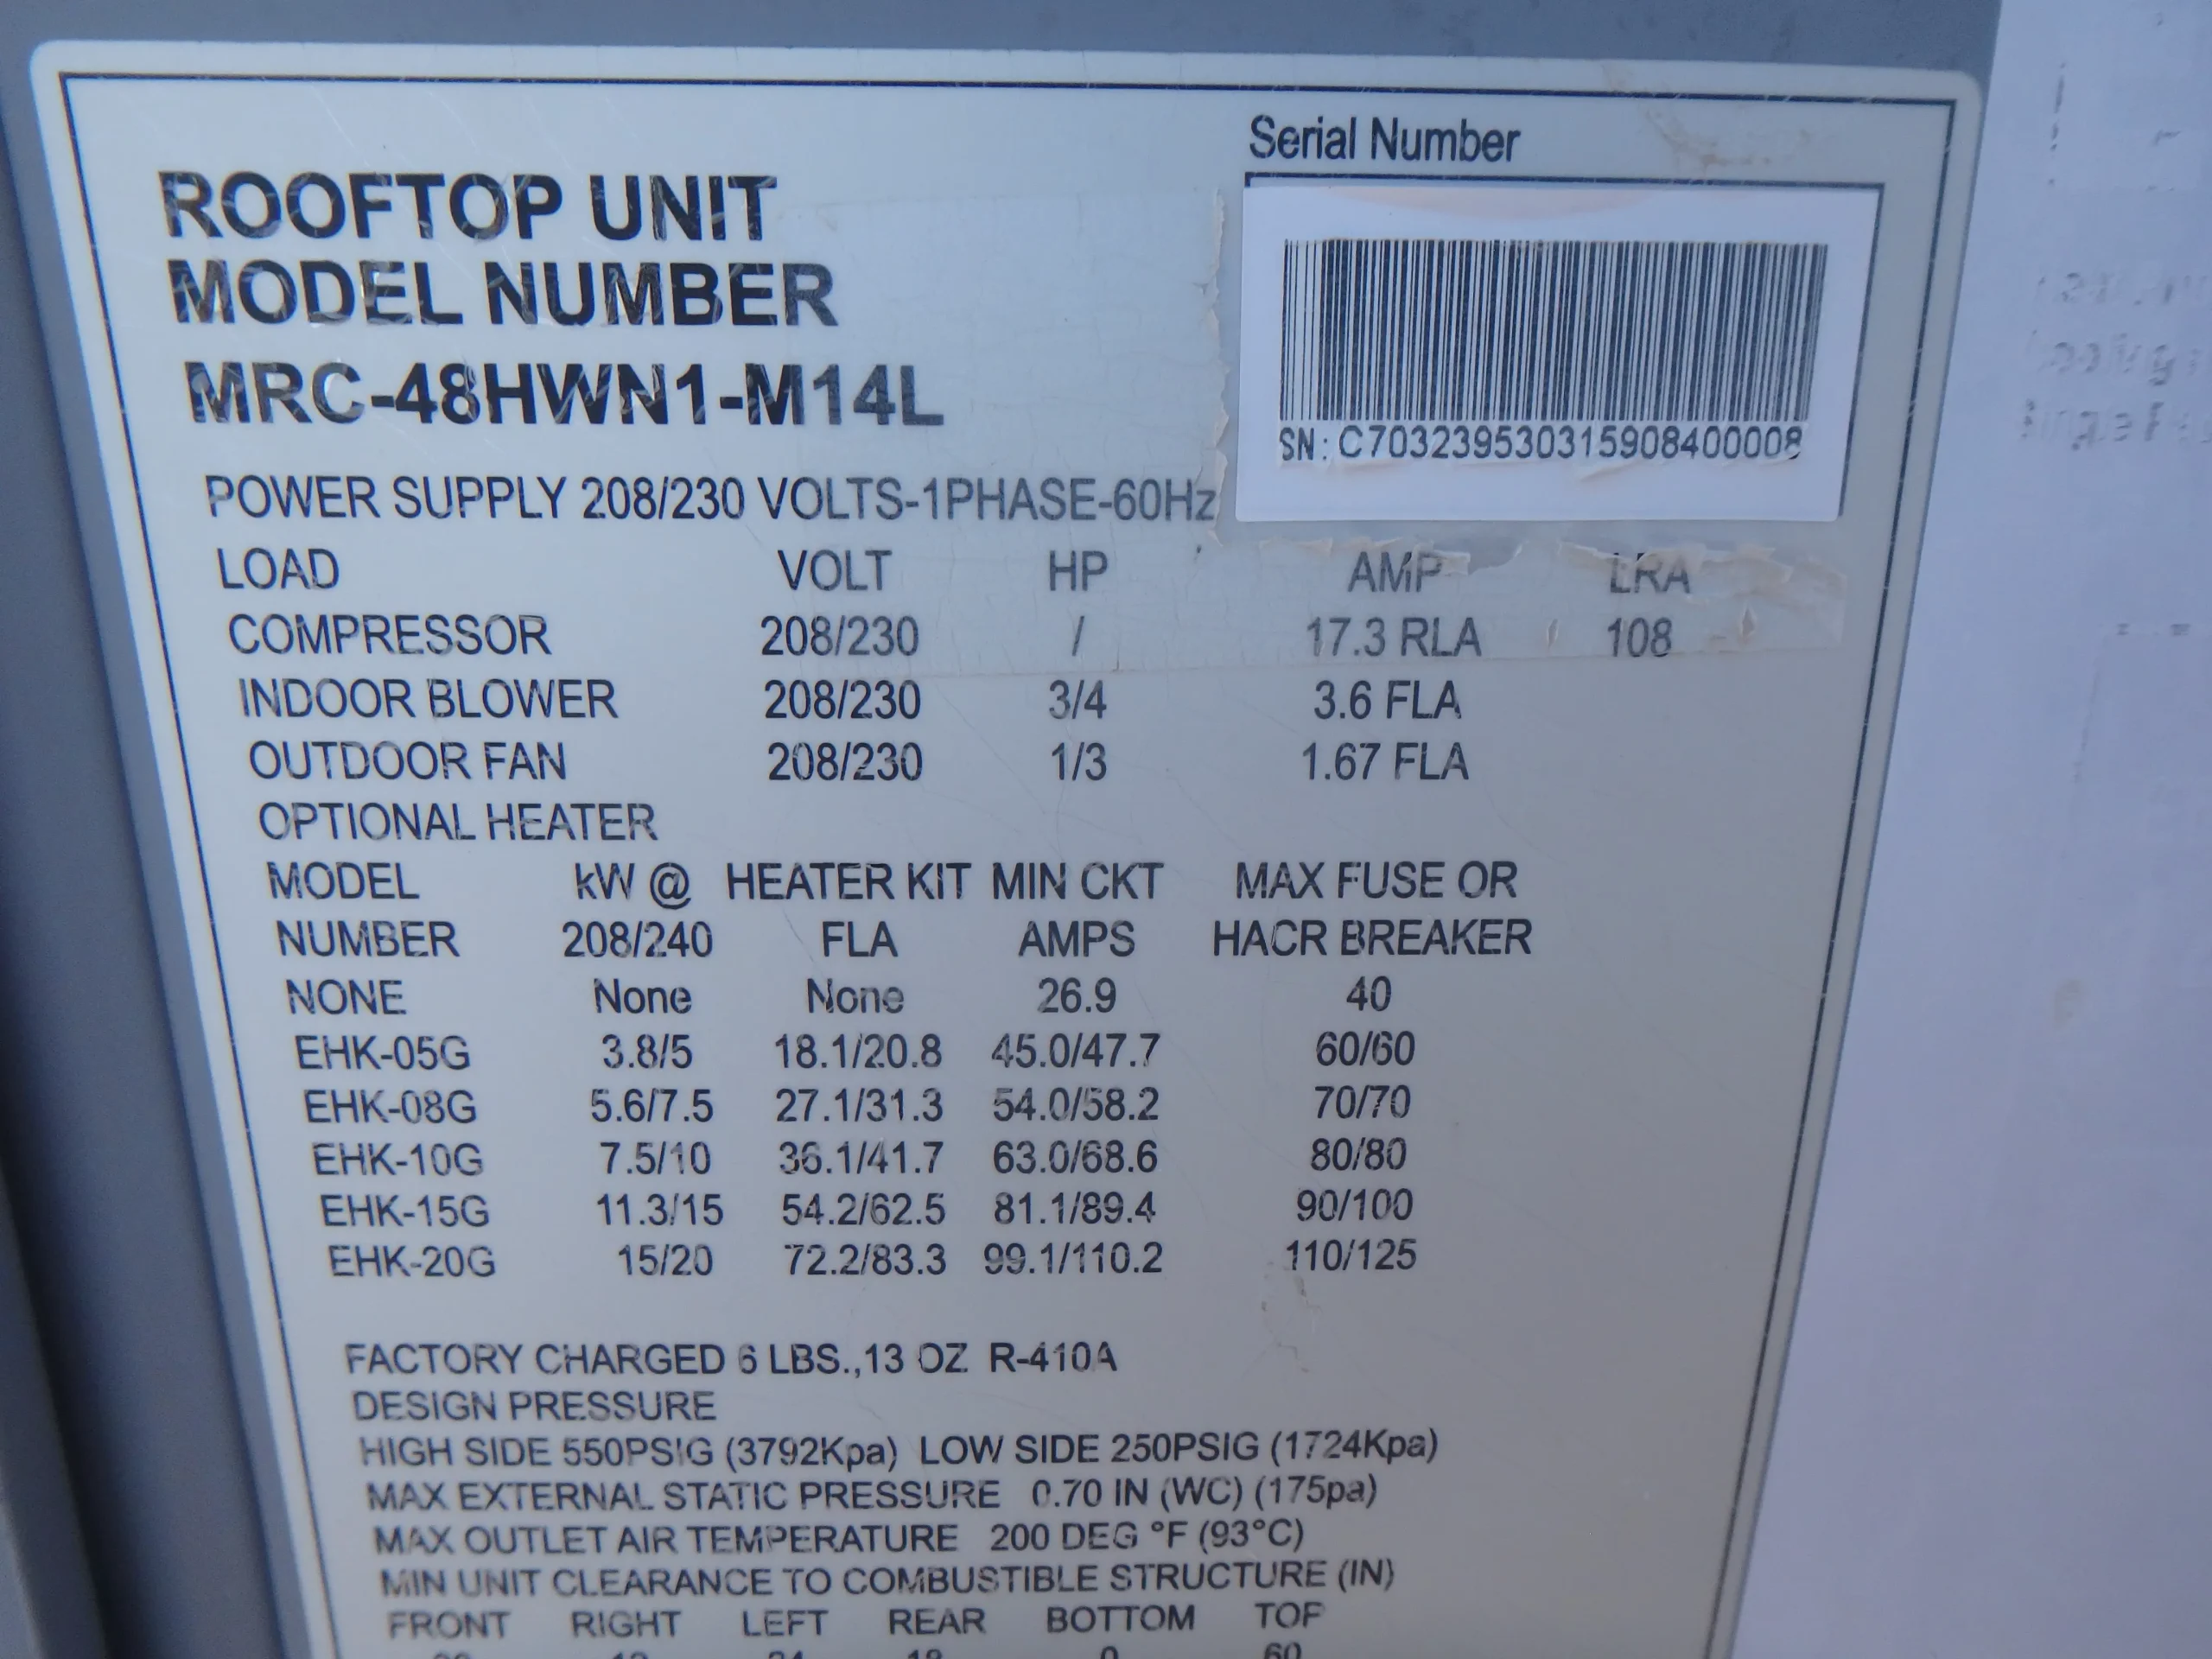 Serial Number
ROOFTOP UNIT
MODEL NUMBER
MRC-48HWN1-M14L
SN: C703239530315908400008
POWER SUPPLY 208/230 VOLTS-1PHASE-60Hz
LOAD VOLT HP AMP LRA
COMPRESSOR 208/230 / 17.3 RLA 108
INDOOR BLOWER 208/230 3/4 3.6 FLA
OUTDOOR FAN 208/230 1/3 1.67 FLA
OPTIONAL HEATER
MODEL kW @ HEATER KIT MIN CKT MAX FUSE OR
NUMBER 208/240 FLA AMPS HACR BREAKER
NONE None None 26.9 40
EHK-05G 3.8/5 18.1/20.8 45.0/47.7 60/60
EHK-08G 5.6/7.5 27.1/31.3 54.0/58.2 70/70
EHK-10G 7.5/10 36.1/41.7 63.0/68.6 80/80
EHK-15G 11.3/15 54.2/62.5 81.1/89.4 90/100
EHK-20G 15/20 72.2/83.3 99.1/110.2 110/125
FACTORY CHARGED 6 LBS.,13 OZ R-410A
DESIGN PRESSURE
HIGH SIDE 550PSIG (3792Kpa) LOW SIDE 250PSIG (1724Kpa)
MAX EXTERNAL STATIC PRESSURE 0.70 IN (WC) (175pa)
MAX OUTLET AIR TEMPERATURE 200 DEG °F (93°C)
MIN UNIT CLEARANCE TO COMBUSTIBLE STRUCTURE (IN)
FRONT RIGHT LEFT REAR BOTTOM TOP